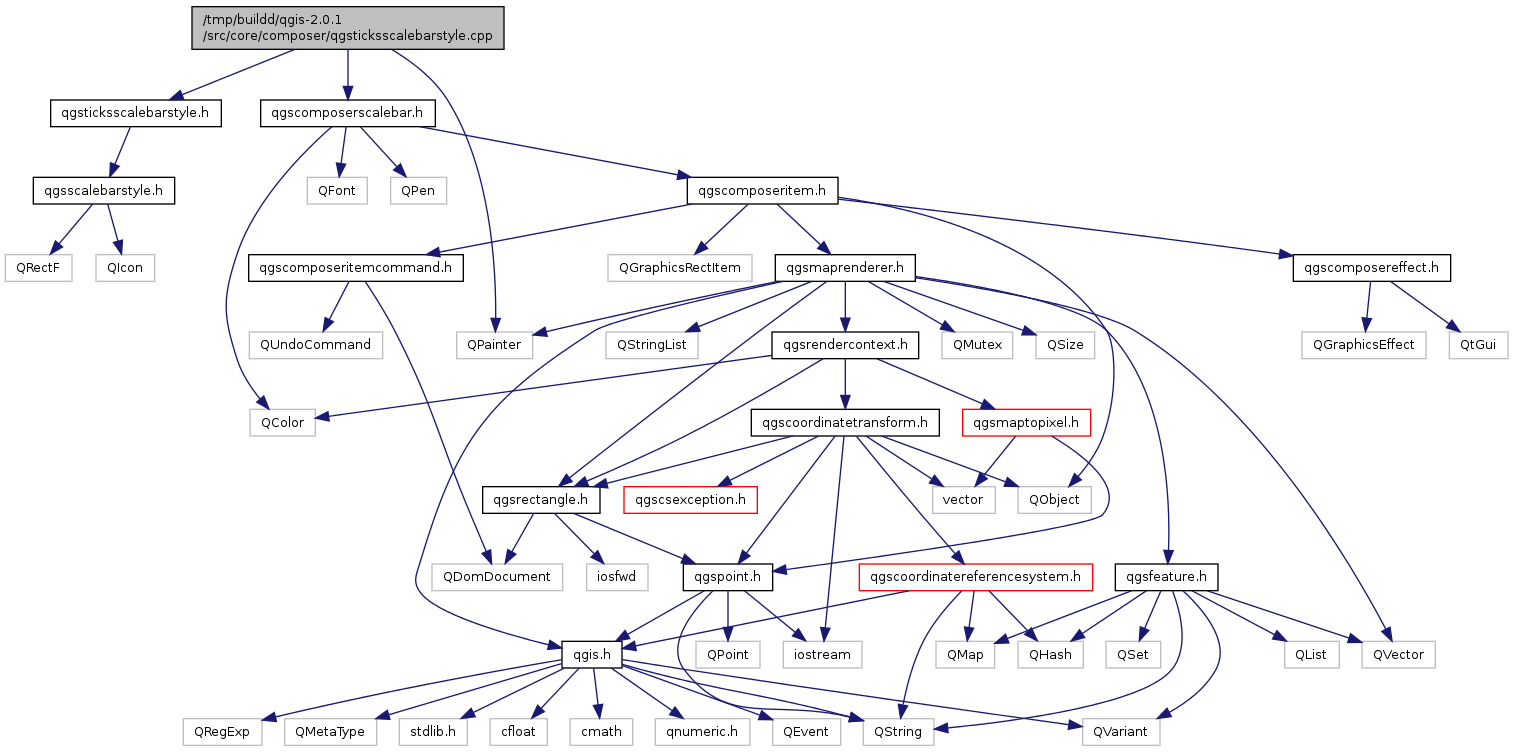 /tmp/buildd/qgis-2.0.1
/src/core/composer/qgsticksscalebarstyle.cpp
qgsticksscalebarstyle.h
qgscomposerscalebar.h
qgsscalebarstyle.h
QFont
QPen
qgscomposeritem.h
QRectF
QIcon
qgscomposeritemcommand.h
QGraphicsRectItem
qgsmaprenderer.h
qgscomposereffect.h
QUndoCommand
QPainter
QStringList
qgsrendercontext.h
QMutex
QSize
QGraphicsEffect
QtGui
QColor
qgscoordinatetransform.h
qgsmaptopixel.h
qgsrectangle.h
qgscsexception.h
vector
QObject
QDomDocument
iosfwd
qgspoint.h
qgscoordinatereferencesystem.h
qgsfeature.h
qgis.h
QPoint
iostream
QMap
QHash
QSet
QList
QVector
QRegExp
QMetaType
stdlib.h
cfloat
cmath
qnumeric.h
QEvent
QString
QVariant